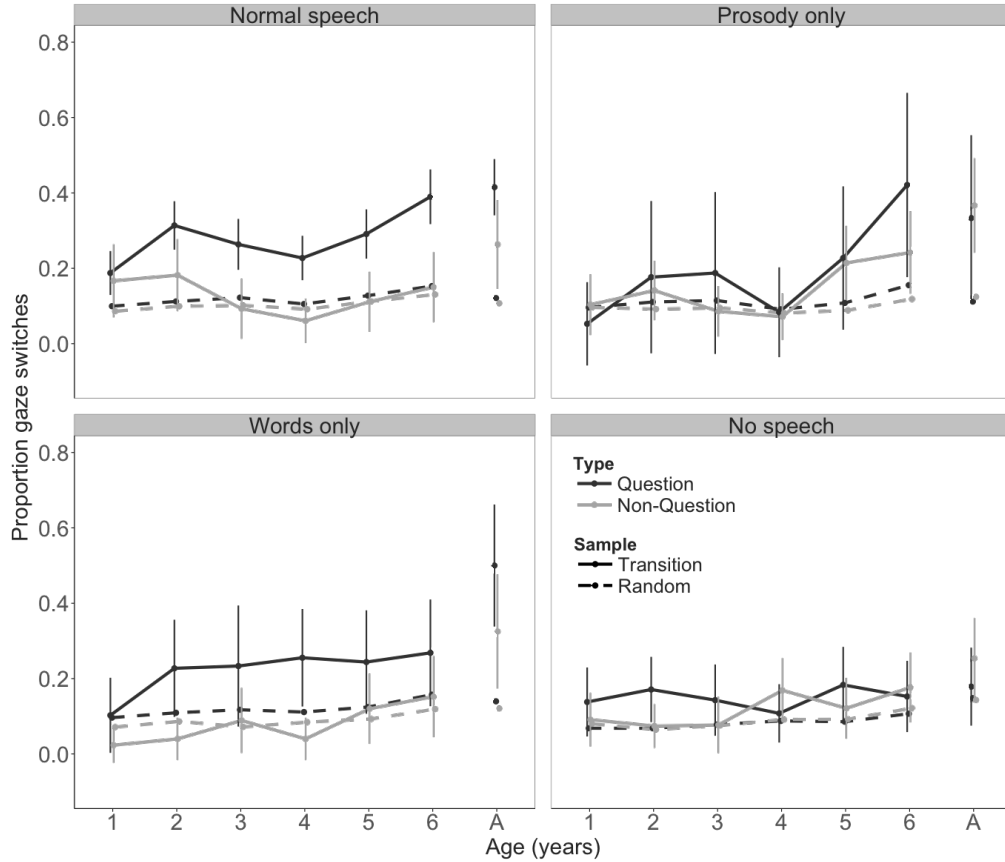 Normal speech
Prosody only
Proportion gaze switches
0.8
0.6
0.4
0.2
0.0
Words only
No speech
0.8
0.6
0.4
0.2
0.0
Type
Question
Non-Question
Sample
Transition
Random
1 2 3 4 5 6 A
1 2 3 4 5 6 A
Age (years)